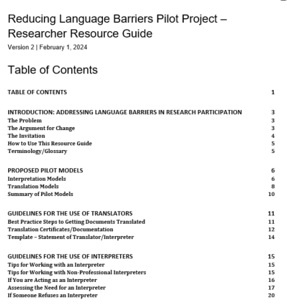 Reducing Language Barriers Pilot Project –
Researcher Resource Guide
Version 2 | February 1, 2024
Table of Contents
TABLE OF CONTENTS 1
INTRODUCTION: ADDRESSING LANGUAGE BARRIERS IN RESEARCH PARTICIPATION 3
The Problem 3
The Argument for Change 3
The Invitation 4
How to Use This Resource Guide 5
Terminology/Glossary 5
PROPOSED PILOT MODELS 6
Interpretation Models 6
Translation Models 8
Summary of Pilot Models 10
GUIDELINES FOR THE USE OF TRANSLATORS 11
Best Practice Steps to Getting Documents Translated 11
Translation Certificates/Documentation 12
Template – Statement of Translator/Interpreter 14
GUIDELINES FOR THE USE OF INTERPRETERS 15
Tips for Working with an Interpreter 15
Tips for Working with Non-Professional Interpreters 15
If You are Acting as an Interpreter 16
Assessing the Need for an Interpreter 17
If Someone Refuses an Interpreter 20